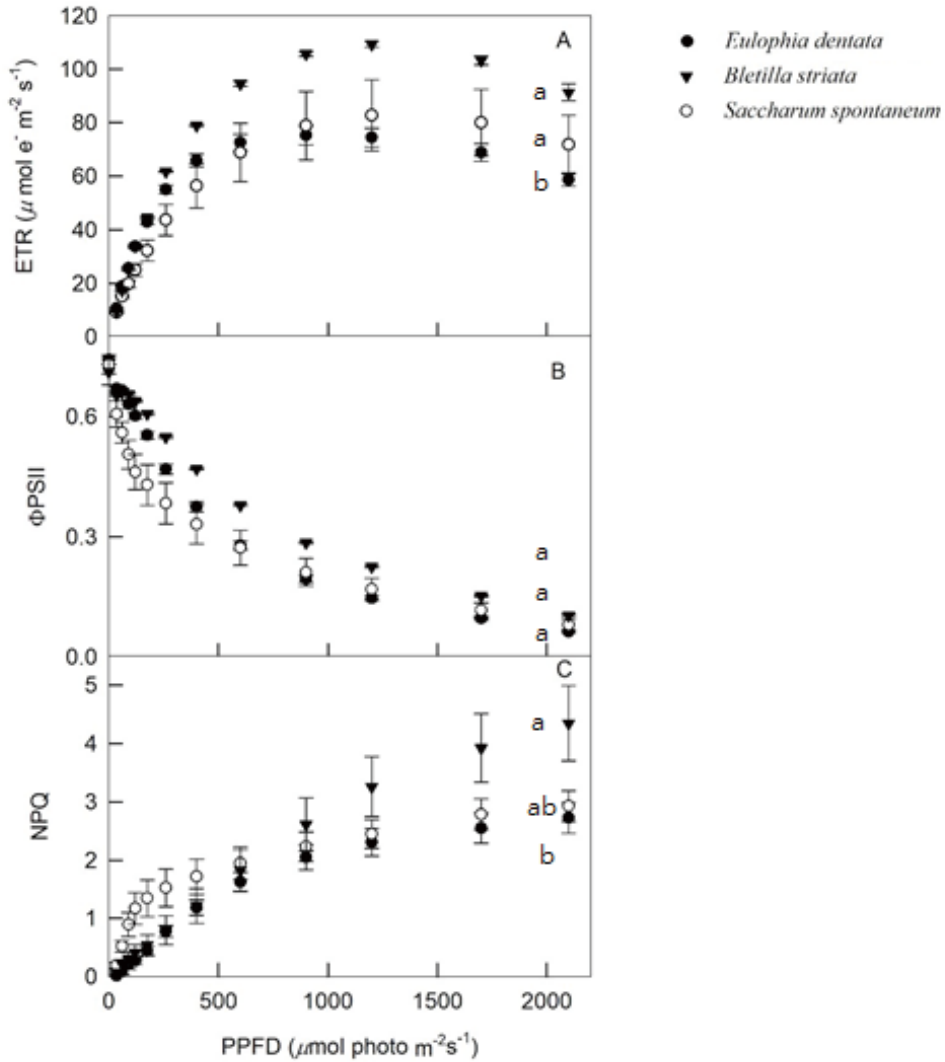 120
A
100
80
60
40
20
0
ETR (μ mol e⁻ m⁻² s⁻¹)
a
a
b
Eulophia dentata
Bletilla striata
Saccharum spontaneum
B
0.6
0.3
0.0
ΦPSII
a
a
a
C
5
4
3
2
1
0
NPQ
a
ab
b
0 500 1000 1500 2000
PPFD (μmol photo m⁻²s⁻¹)